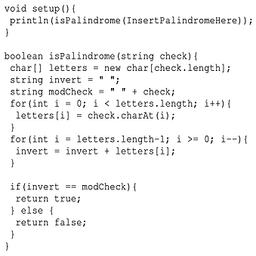 void setup(){
println(isPalindrome(InsertPalindromeHere));
}
boolean isPalindrome(string check){
char[] letters = new char[check.length];
string invert = " ";
string modCheck = " " + check;
for(int i = 0; i < letters.length; i++){
letters[i] = check.charAt(i);
}
for(int i = letters.length-1; i >= 0; i--){
invert = invert + letters[i];
}
if(invert == modCheck){
return true;
} else {
return false;
}
}